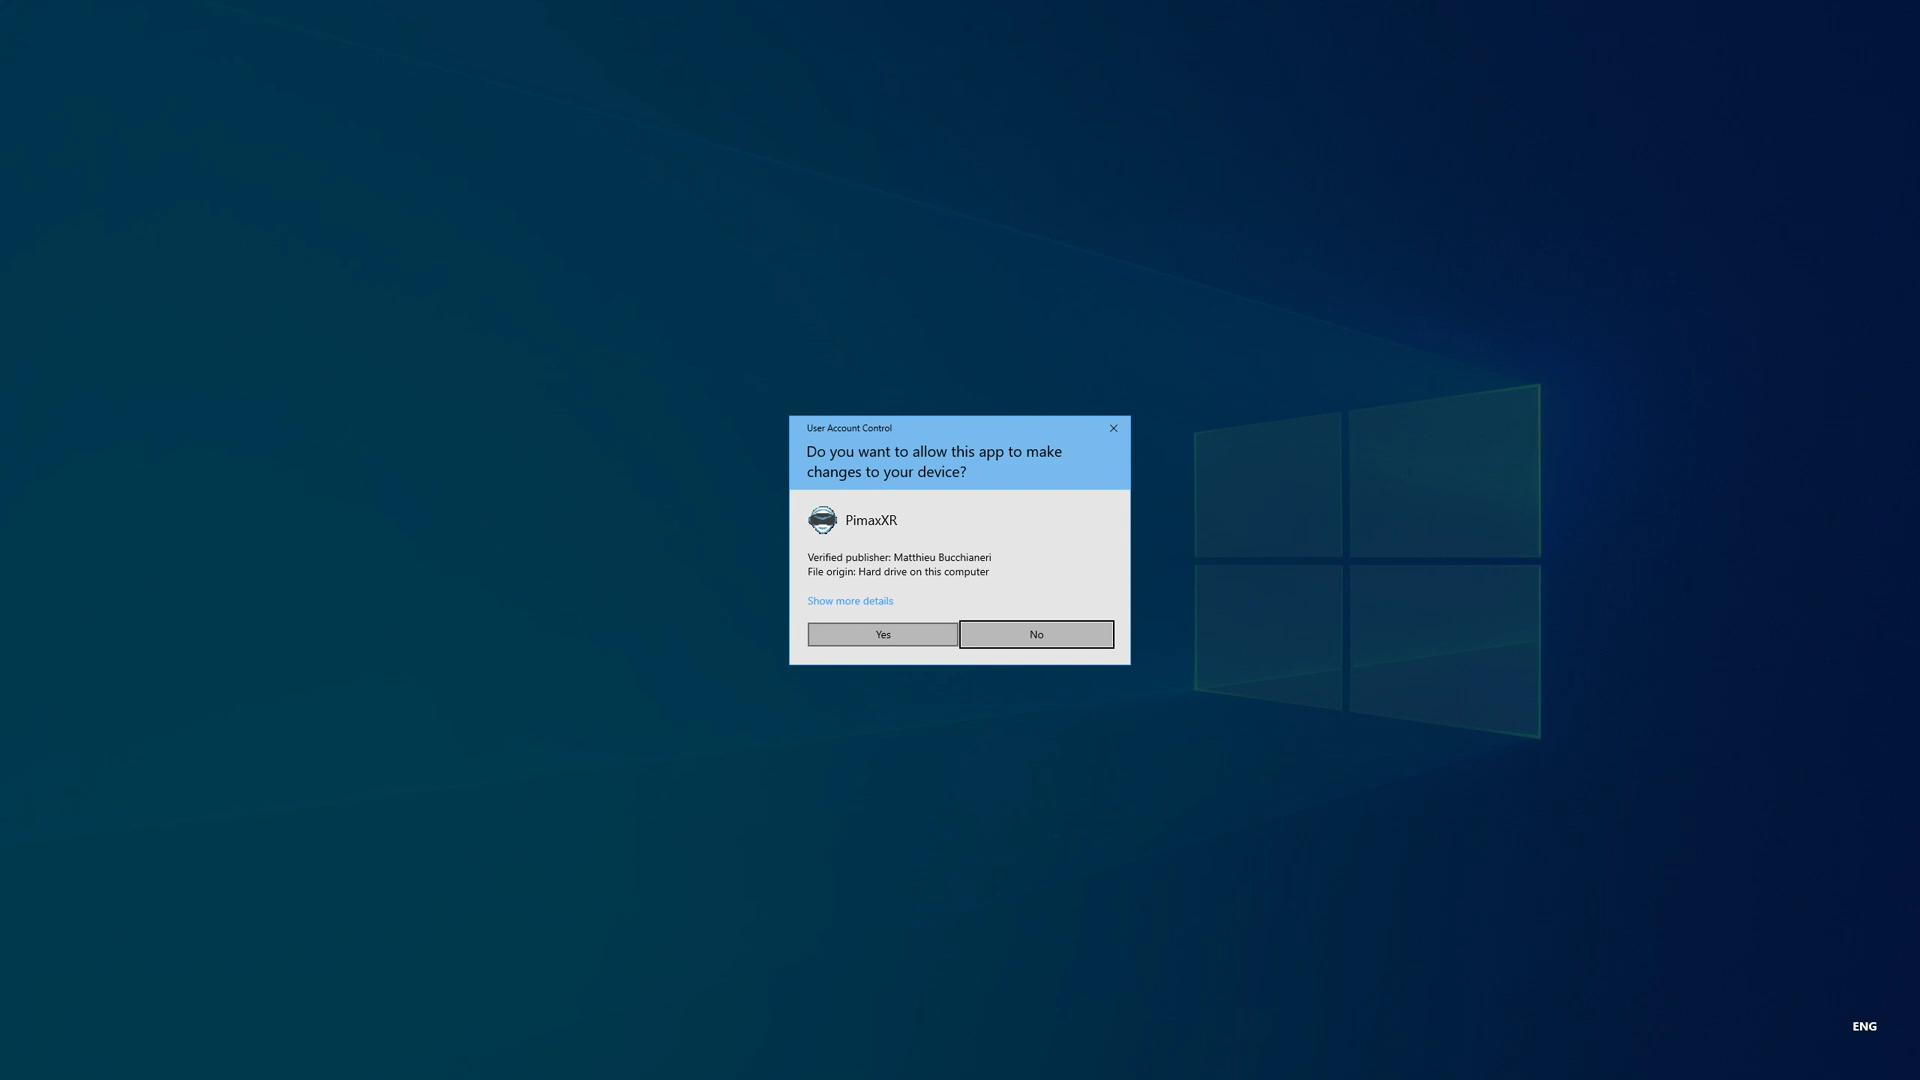 User Account Control
Do you want to allow this app to make
changes to your device?
PimaxXR
Verified publisher: Matthieu Bucchianeri
File origin: Hard drive on this computer
Show more details
Yes
No
ENG